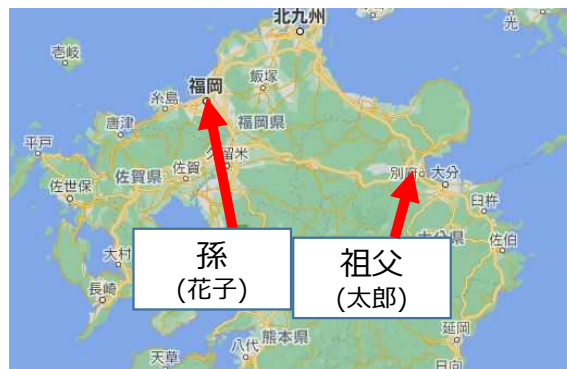 北九州
光
壱岐
福岡
飯塚
糸島
唐津
福岡県
平戸
久留米
佐賀県
佐賀
別府
大分
佐世保
臼杵
大分県
佐伯
大村
孫
(花子)
祖父
(太郎)
長崎
熊本県
八代
延岡
天草
日向